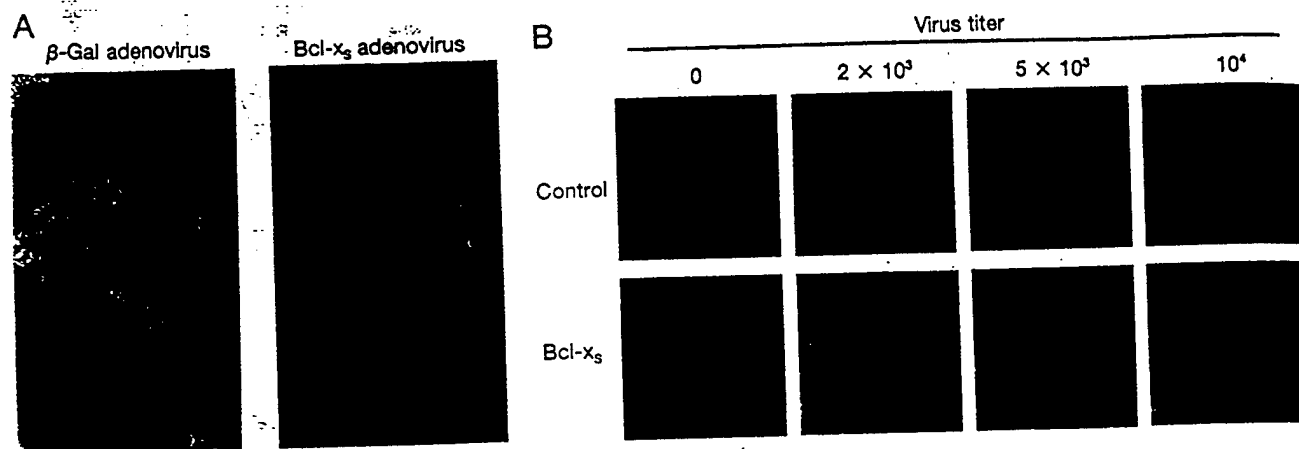 A
β-Gal adenovirus
Bcl-xₛ adenovirus
B
Virus titer
0
2 × 10³
5 × 10³
10⁴
Control
Bcl-xₛ